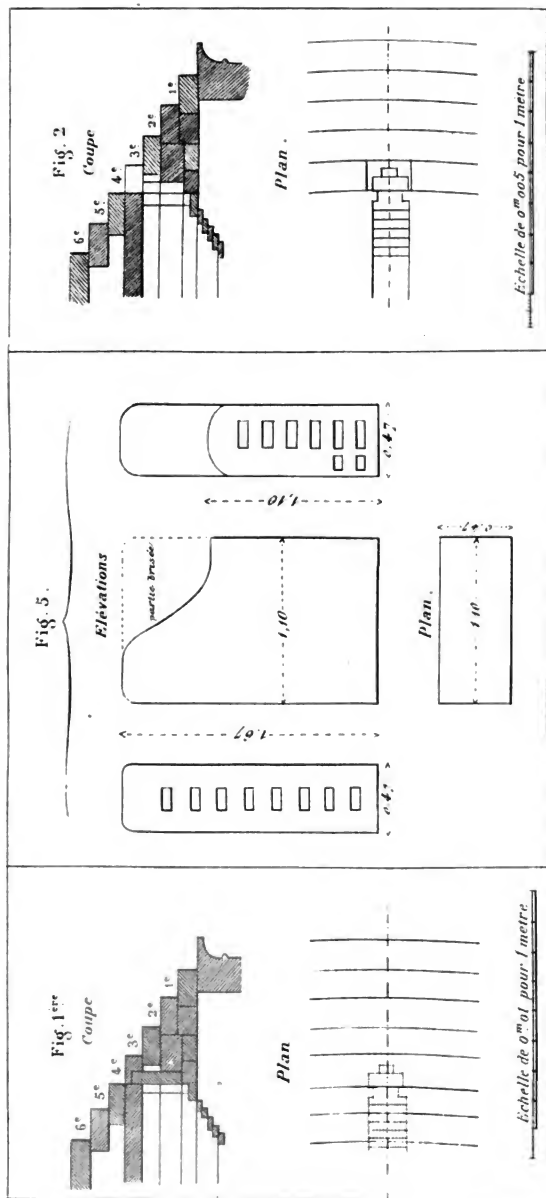 Fig. 1ère
Coupe
6e
5e
4e
3e
2e
1e
Plan
Echelle de 0m01 pour 1 metre
Fig. 5.
Elévations
partie brisée
1,67
0.47
1,10
1,10
0.47
Plan.
1,10
0.47
Fig. 2
Coupe
6e
5e
4e
3e
2e
1e
Plan.
Echelle de 0m005 pour 1 metre